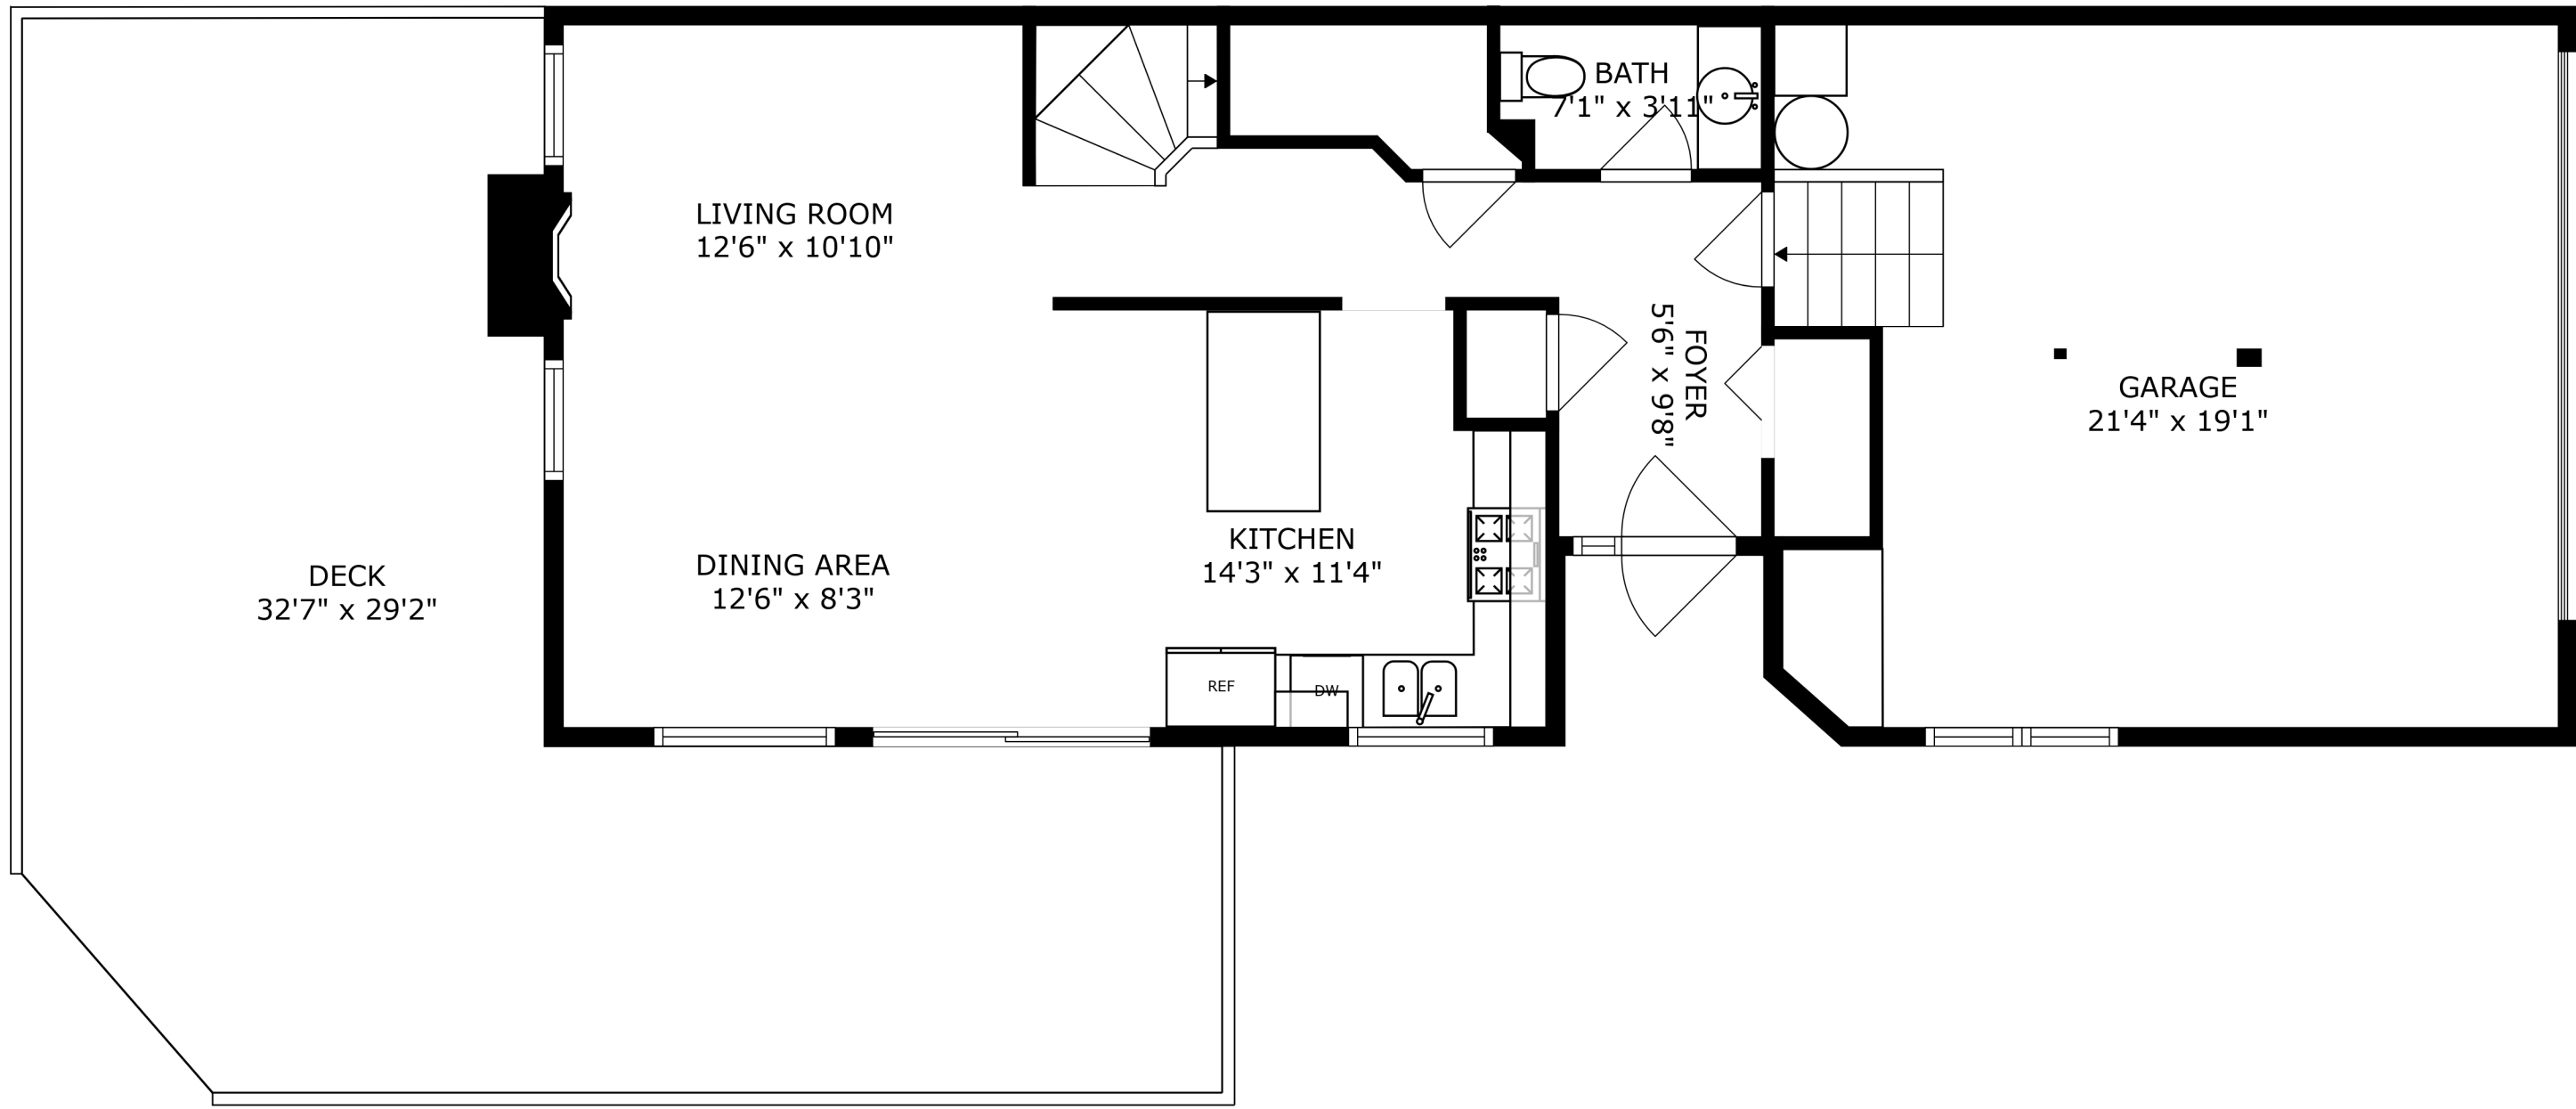 BATH
7'1" x 3'11"
LIVING ROOM
12'6" x 10'10"
FOYER
5'6" x 9'8"
GARAGE
21'4" x 19'1"
KITCHEN
14'3" x 11'4"
DINING AREA
12'6" x 8'3"
DECK
32'7" x 29'2"
REF
DW